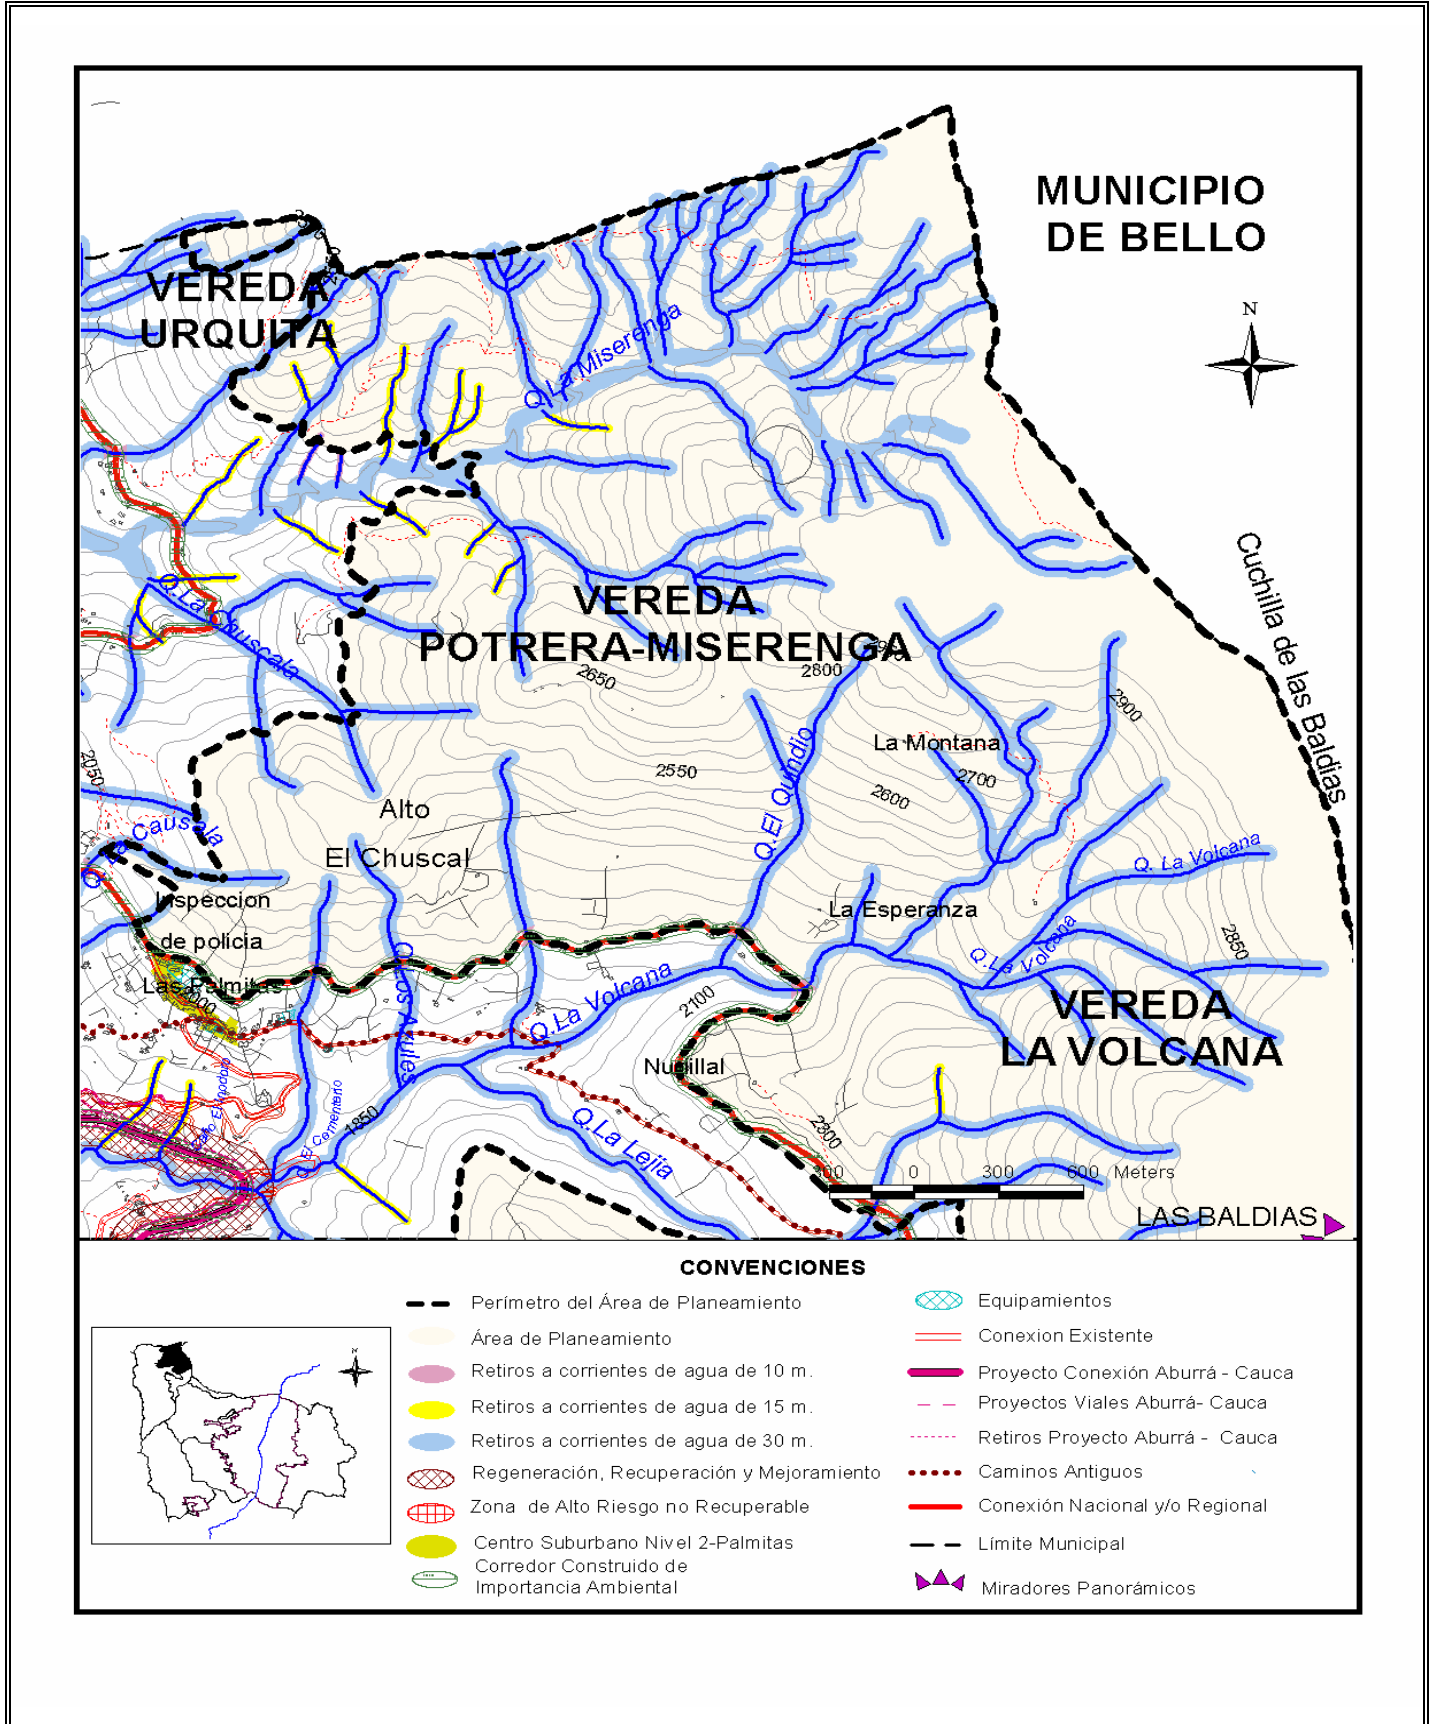 MUNICIPIO
DE BELLO
VEREDA
URQUITA
N
Q.La Miserenga
Cuchilla de las Baldias
Q.La Chuscala
VEREDA
POTRERA-MISERENGA
2650
2800
2900
La Montana
2700
2600
2550
2050
Q.El Quindio
Alto
El Chuscal
Q. La Causala
Q. La Volcana
Inspeccion
de policia
La Esperanza
Q.La Volcana
2850
Las Palmitas
Q.La Volcana
2100
VEREDA
LA VOLCANA
Q.Los Azules
Nudillal
Q. El Cementerio
1850
Q.La Lejia
2300
300 0 300 600 Meters
LAS BALDIAS
CONVENCIONES
Perímetro del Área de Planeamiento
Área de Planeamiento
Retiros a corrientes de agua de 10 m.
Retiros a corrientes de agua de 15 m.
Retiros a corrientes de agua de 30 m.
Regeneración, Recuperación y Mejoramiento
Zona de Alto Riesgo no Recuperable
Centro Suburbano Nivel 2-Palmitas
Corredor Construido de
Importancia Ambiental
Equipamientos
Conexion Existente
Proyecto Conexión Aburrá - Cauca
Proyectos Viales Aburrá- Cauca
Retiros Proyecto Aburrá - Cauca
Caminos Antiguos
Conexión Nacional y/o Regional
Límite Municipal
Miradores Panorámicos